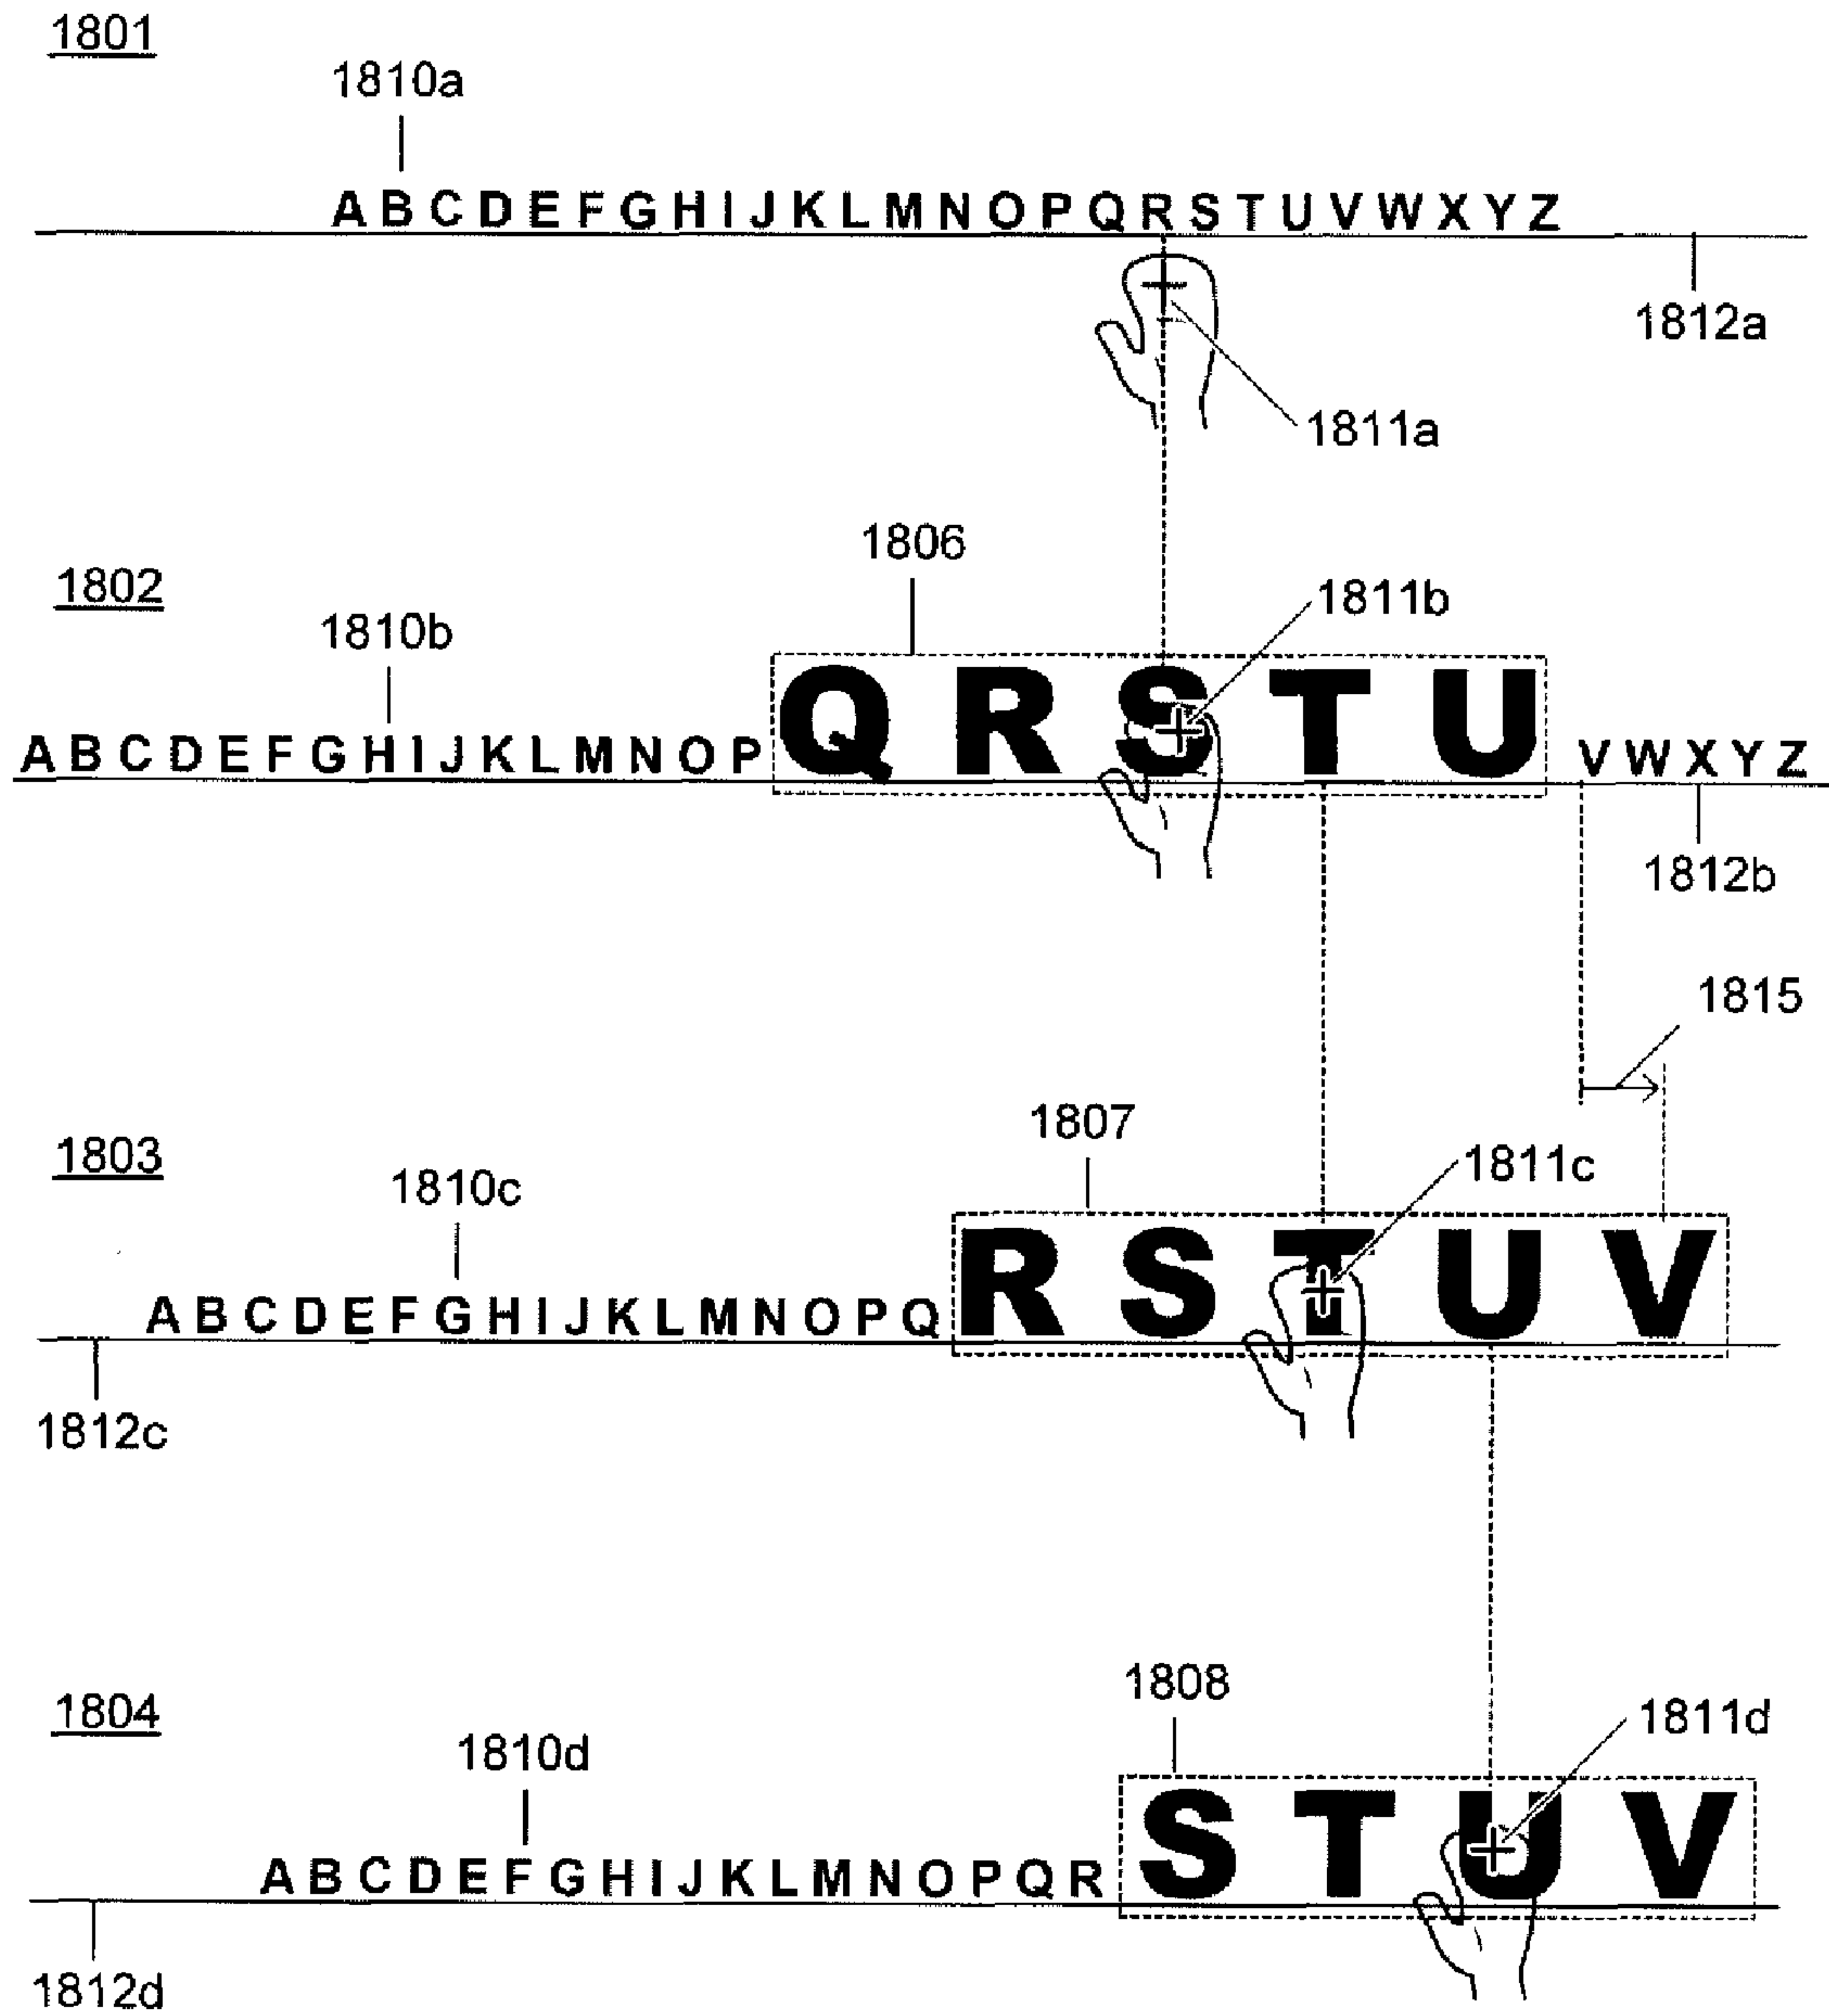 1801
1810a
A B C D E F G H I J K L M N O P Q R S T U V W X Y Z
1812a
1811a
1806
1802
1811b
1810b
A B C D E F G H I J K L M N O P Q R S T U V W X Y Z
1812b
1815
1807
1803
1811c
1810c
A B C D E F G H I J K L M N O P Q R S T U V
1812c
1808
1804
1811d
1810d
A B C D E F G H I J K L M N O P Q R S T U V
1812d